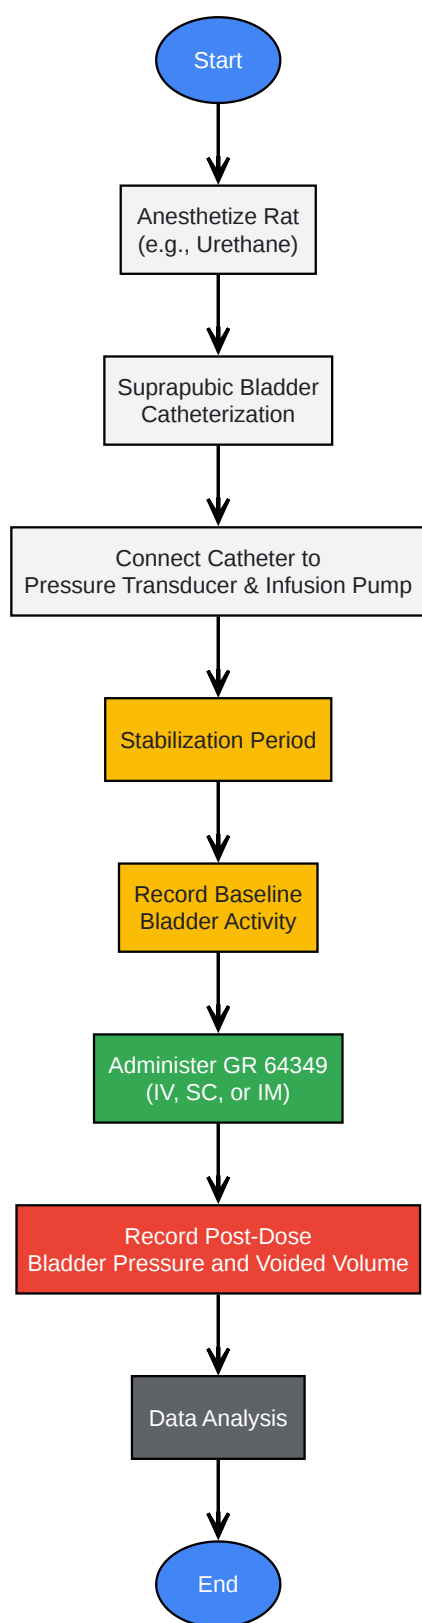 Start
Anesthetize Rat
(e.g., Urethane)
Suprapubic Bladder
Catheterization
Connect Catheter to
Pressure Transducer & Infusion Pump
Stabilization Period
Record Baseline
Bladder Activity
Administer GR 64349
(IV, SC, or IM)
Record Post-Dose
Bladder Pressure and Voided Volume
Data Analysis
End